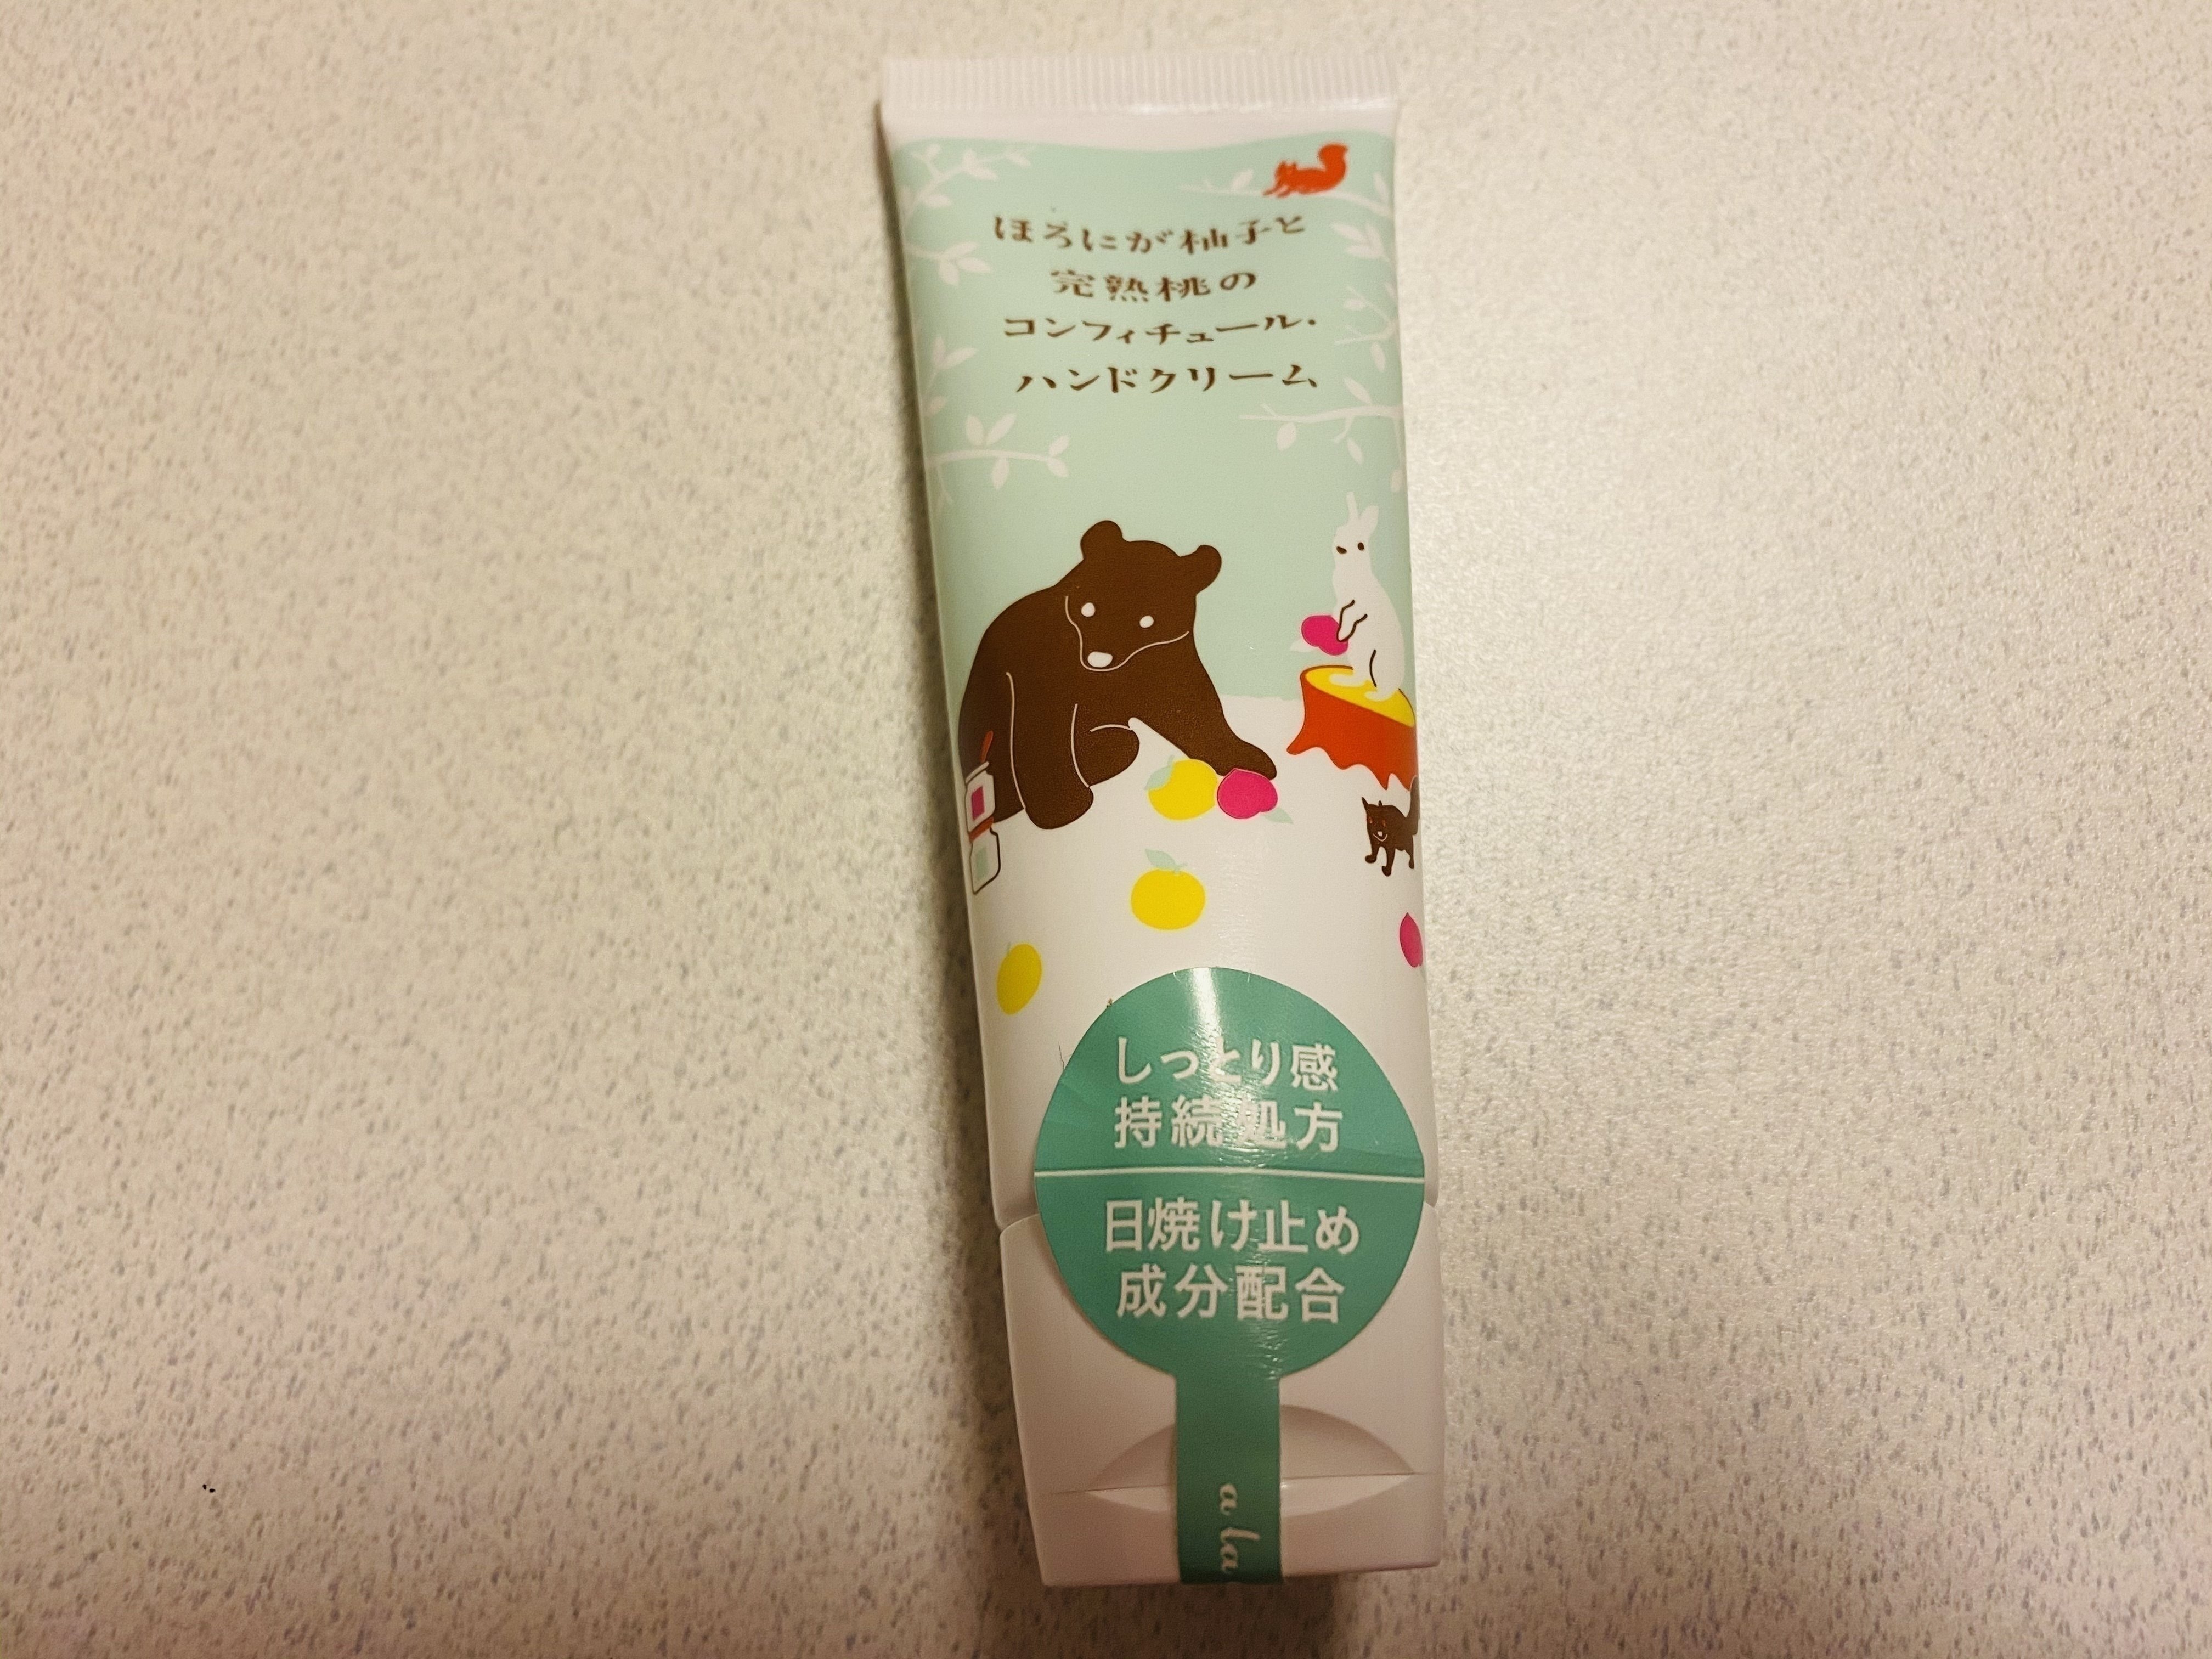 ほろにが柚子と
完熟桃の
コンフィチュール・
ハンドクリーム
しっとり感
持続処方
日焼け止め
成分配合
a la